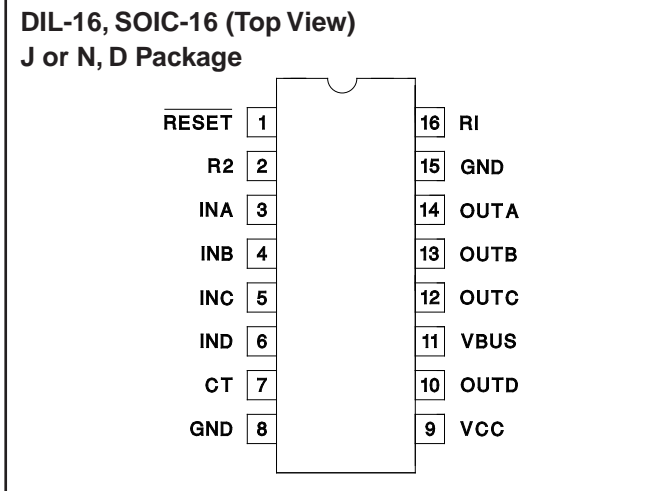 DIL-16, SOIC-16 (Top View)
J or N, D Package
RESET 1 16 RI
R2 2 15 GND
INA 3 14 OUTA
INB 4 13 OUTB
INC 5 12 OUTC
IND 6 11 VBUS
CT 7 10 OUTD
GND 8 9 VCC